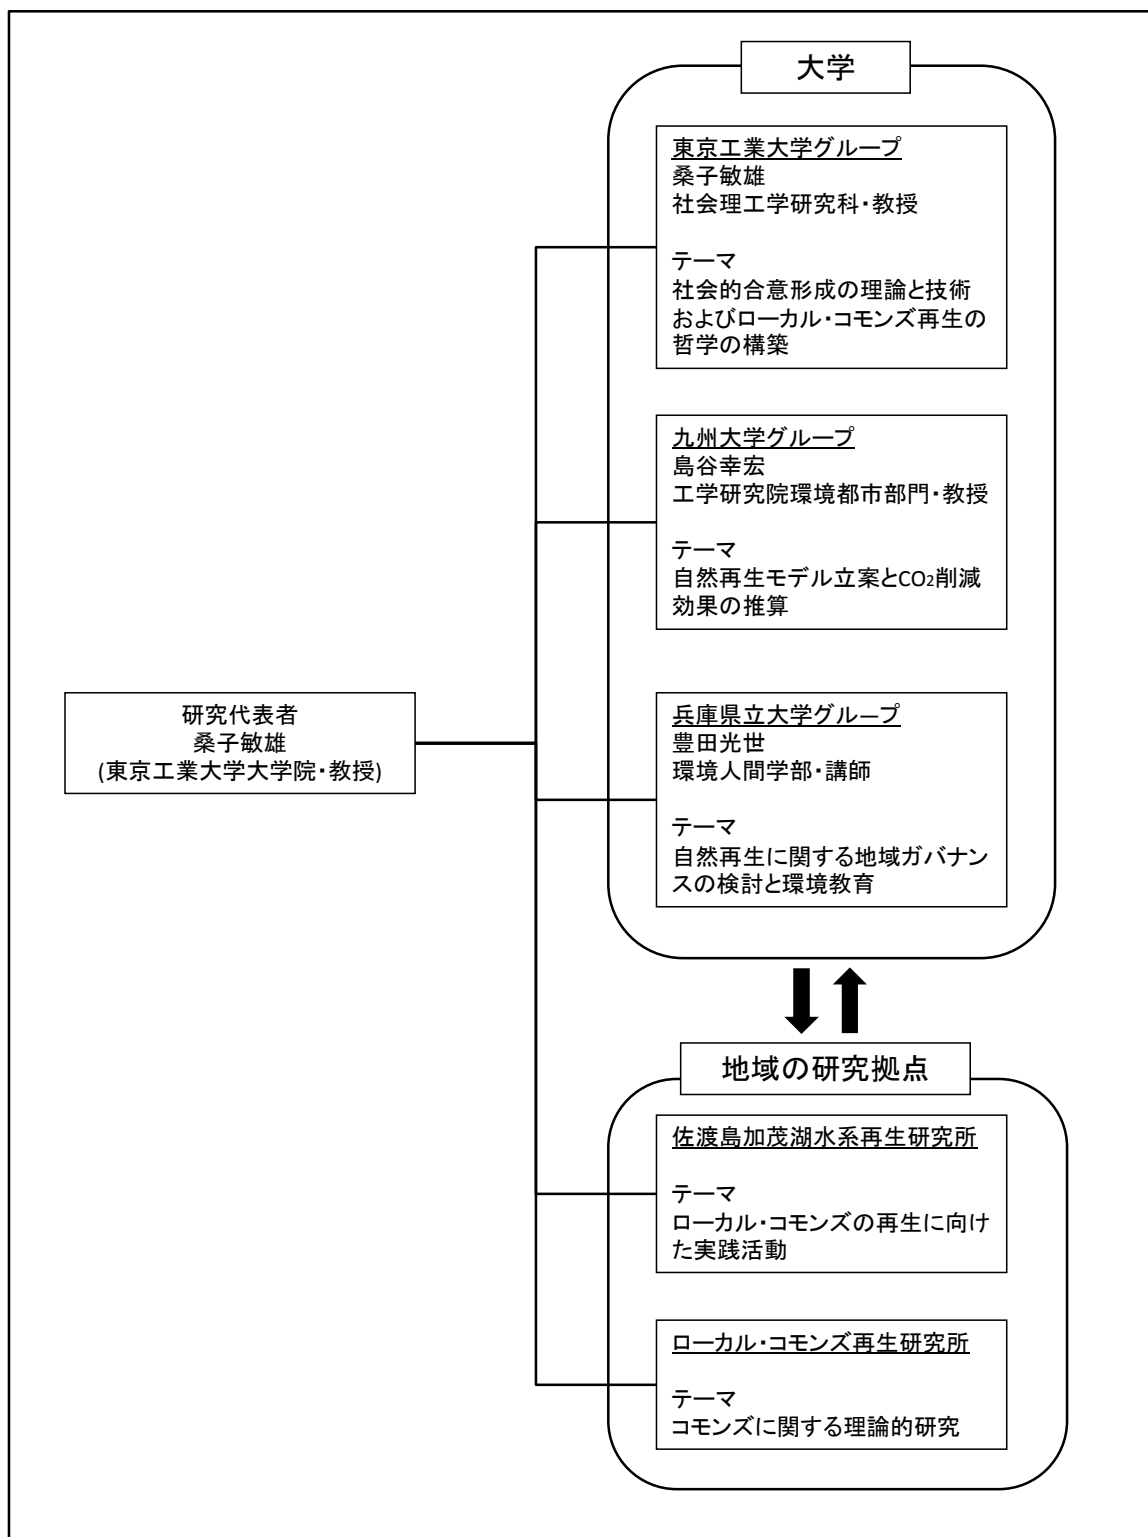 大学
東京工業大学グループ
桑子敏雄
社会理工学研究科・教授
テーマ
社会的合意形成の理論と技術
およびローカル・コモンズ再生の
哲学の構築
九州大学グループ
島谷幸宏
工学研究院環境都市部門・教授
テーマ
自然再生モデル立案とCO₂削減
効果の推算
研究代表者
桑子敏雄
(東京工業大学大学院・教授)
兵庫県立大学グループ
豊田光世
環境人間学部・講師
テーマ
自然再生に関する地域ガバナン
スの検討と環境教育
地域の研究拠点
佐渡島加茂湖水系再生研究所
テーマ
ローカル・コモンズの再生に向け
た実践活動
ローカル・コモンズ再生研究所
テーマ
コモンズに関する理論的研究